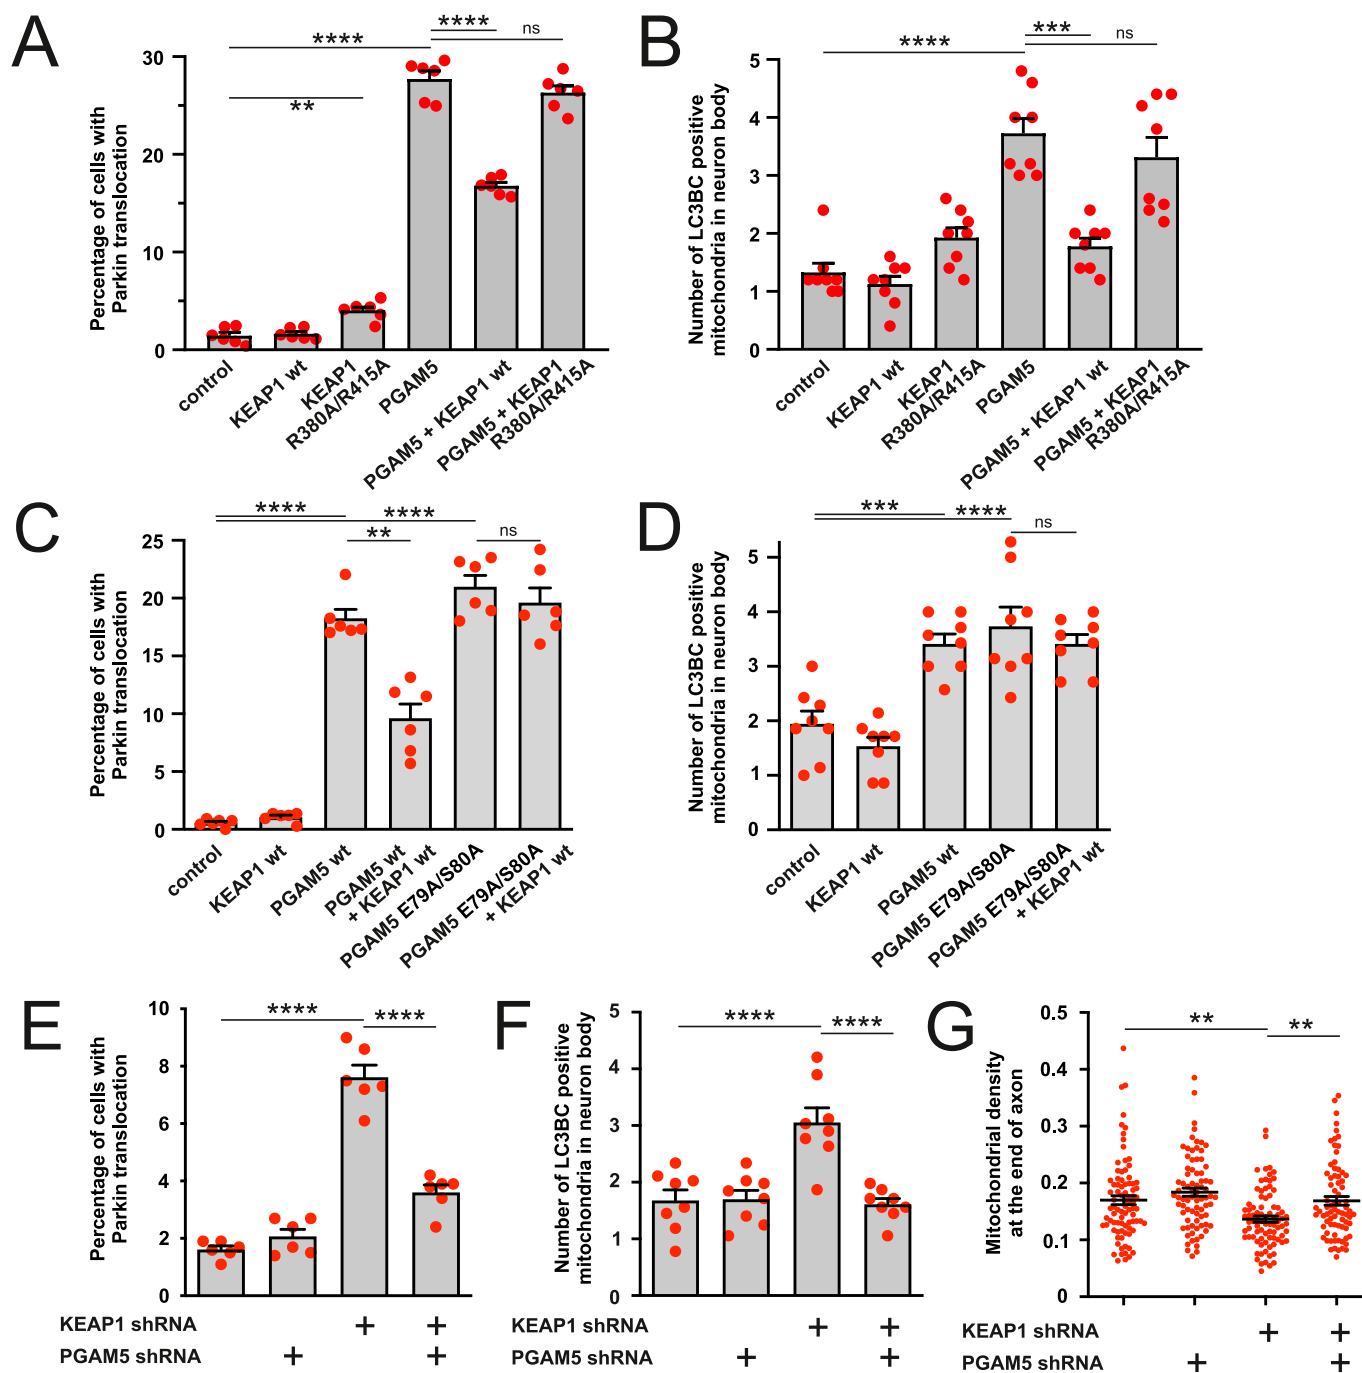 A
Percentage of cells with
Parkin translocation
30
20
10
0
****
**
****
ns
control
KEAP1 wt
KEAP1
R380A/R415A
PGAM5
PGAM5 + KEAP1 wt
PGAM5 + KEAP1
R380A/R415A
B
Number of LC3BC positive
mitochondria in neuron body
5
4
3
2
1
0
****
***
ns
control
KEAP1 wt
KEAP1
R380A/R415A
PGAM5
PGAM5 + KEAP1 wt
PGAM5 + KEAP1
R380A/R415A
C
Percentage of cells with
Parkin translocation
25
20
15
10
5
0
****
****
**
ns
control
KEAP1 wt
PGAM5 wt
PGAM5 wt
+ KEAP1 wt
PGAM5 E79A/S80A
PGAM5 E79A/S80A
+ KEAP1 wt
D
Number of LC3BC positive
mitochondria in neuron body
5
4
3
2
1
0
***
****
ns
control
KEAP1 wt
PGAM5 wt
PGAM5 E79A/S80A
PGAM5 E79A/S80A
+ KEAP1 wt
E
Percentage of cells with
Parkin translocation
10
8
6
4
2
0
****
****
KEAP1 shRNA + +
PGAM5 shRNA + +
F
Number of LC3BC positive
mitochondria in neuron body
5
4
3
2
1
0
****
****
KEAP1 shRNA + +
PGAM5 shRNA + +
G
Mitochondrial density
at the end of axon
0.5
0.4
0.3
0.2
0.1
0
**
**
KEAP1 shRNA + +
PGAM5 shRNA + +